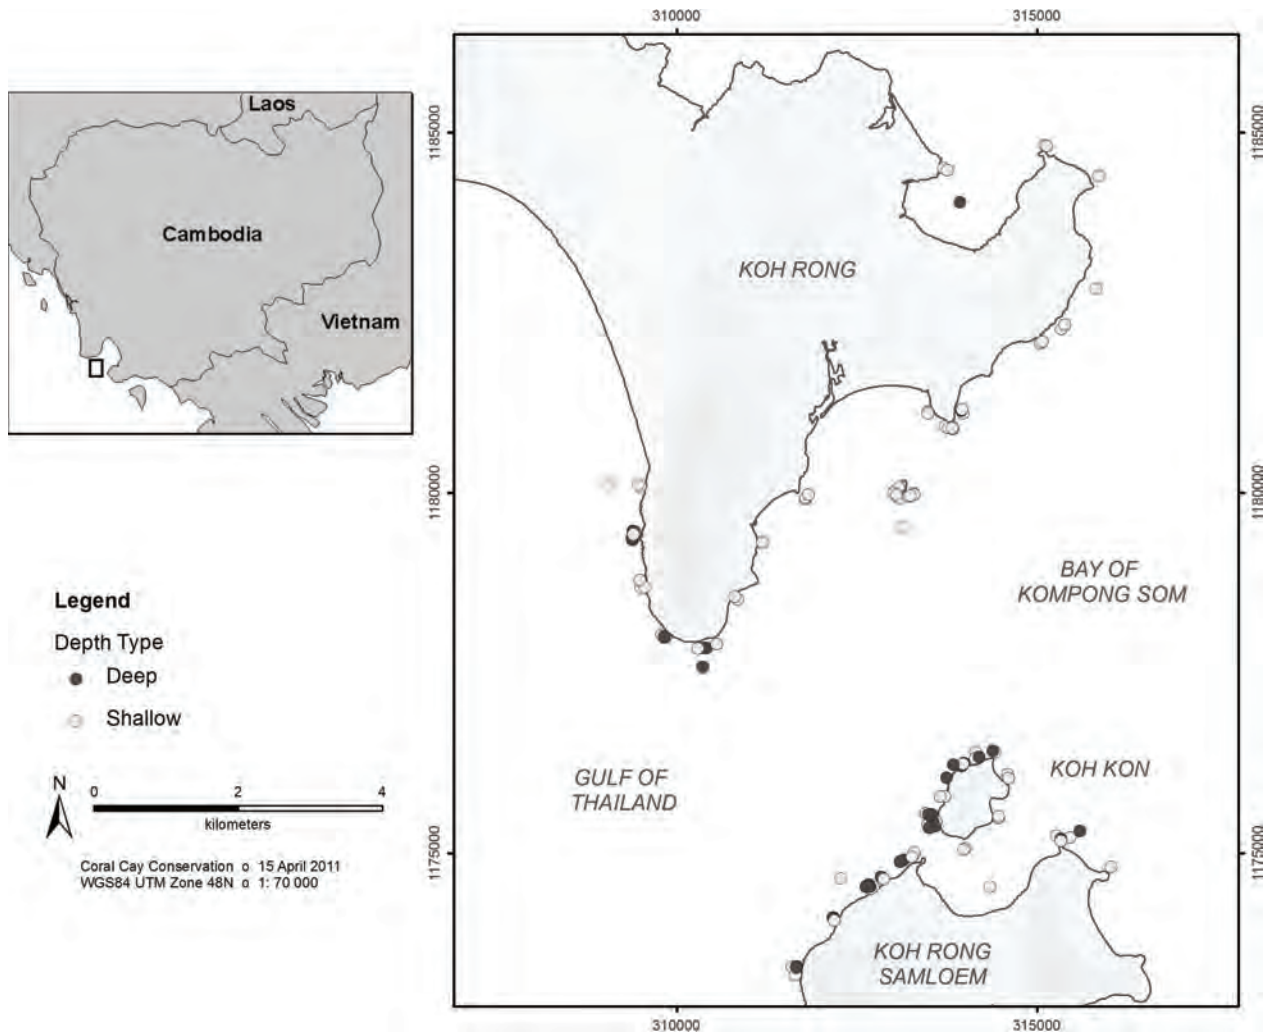 310000
315000
Laos
Cambodia
Vietnam
1185000
1185000
KOH RONG
1180000
1180000
BAY OF
KOMPONG SOM
Legend
Depth Type
Deep
Shallow
N
0
2
4
kilometers
Coral Cay Conservation o 15 April 2011
WGS84 UTM Zone 48N o 1: 70 000
GULF OF
THAILAND
KOH KON
1175000
1175000
KOH RONG
SAMLOEM
310000
315000